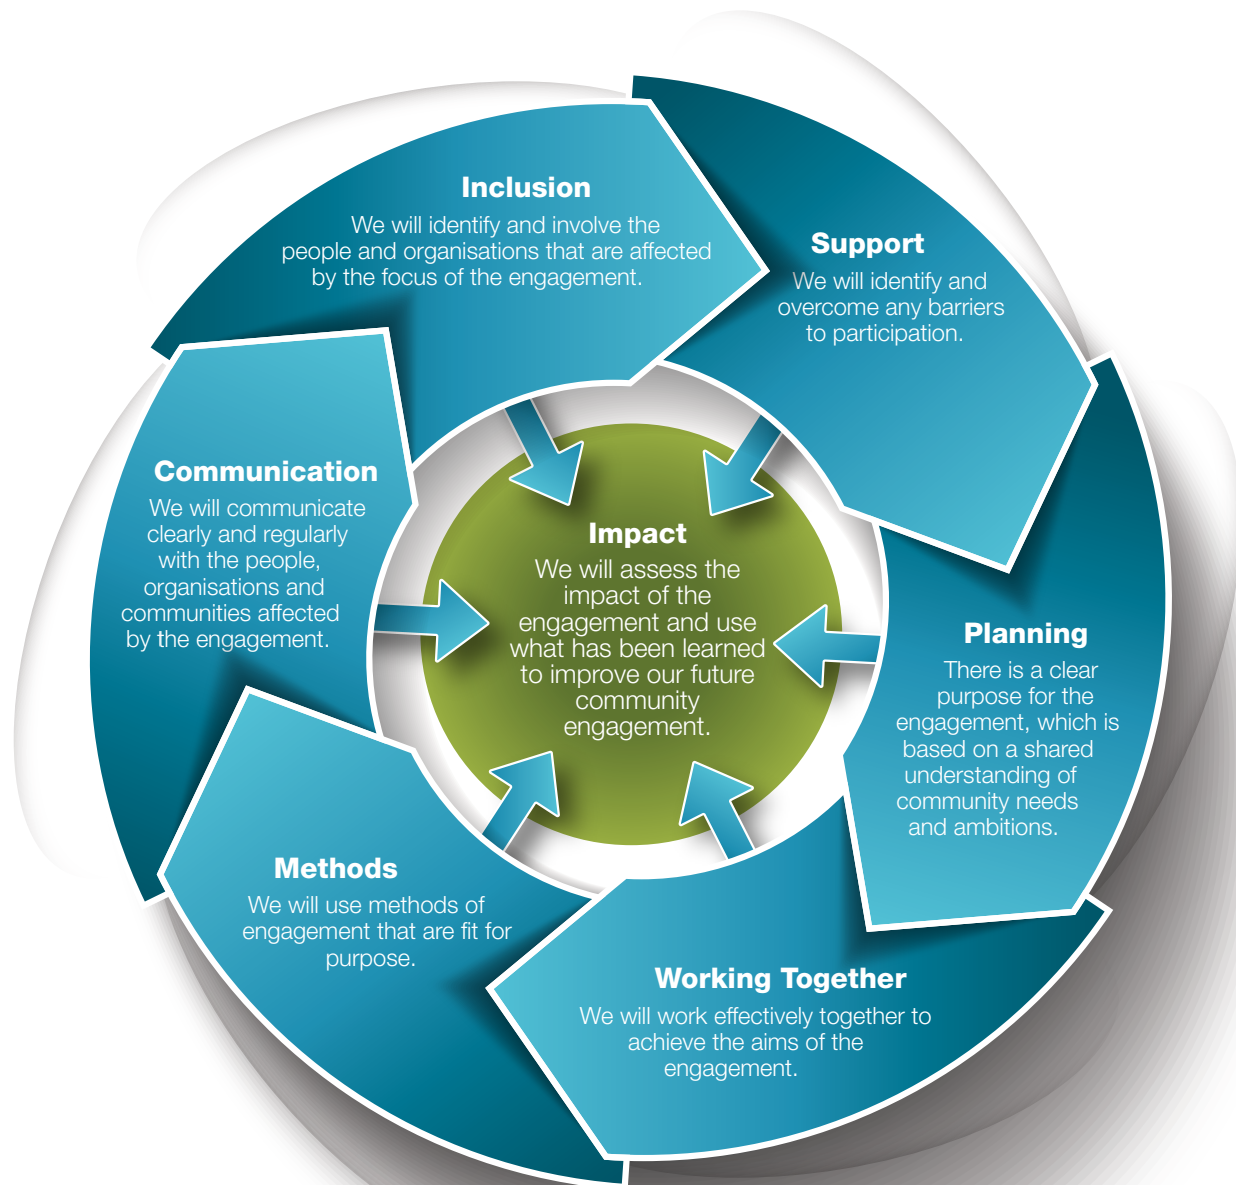 Inclusion
We will identify and involve the
people and organisations that are affected
by the focus of the engagement.
Support
We will identify and
overcome any barriers
to participation.
Planning
There is a clear
purpose for the
engagement, which is
based on a shared
understanding of
community needs
and ambitions.
Working Together
We will work effectively together to
achieve the aims of the
engagement.
Methods
We will use methods of
engagement that are fit for
purpose.
Communication
We will communicate
clearly and regularly
with the people,
organisations and
communities affected
by the engagement.
Impact
We will assess the
impact of the
engagement and use
what has been learned
to improve our future
community
engagement.